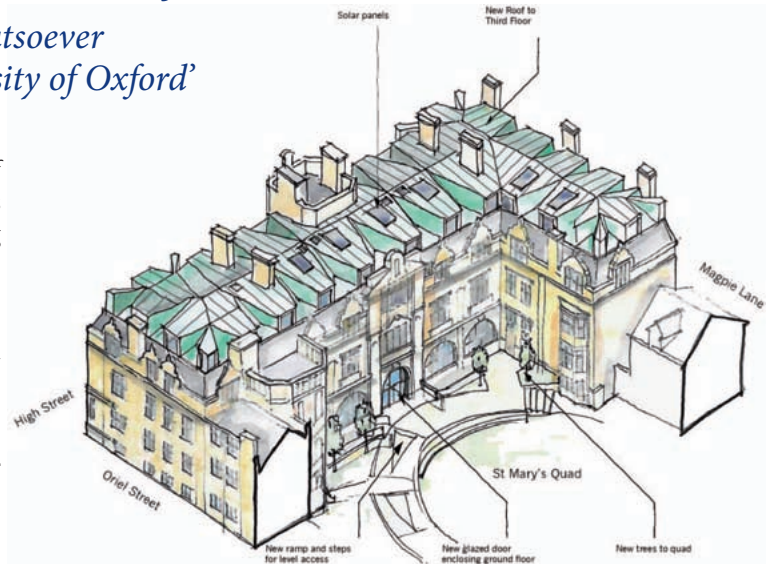 sity of Oxford’
Solar panels
New Roof to
Third Floor
Magpie Lane
High Street
Oriel Street
St Mary's Quad
New ramp and steps
for level access
New glazed door
enclosing ground floor
New trees to quad